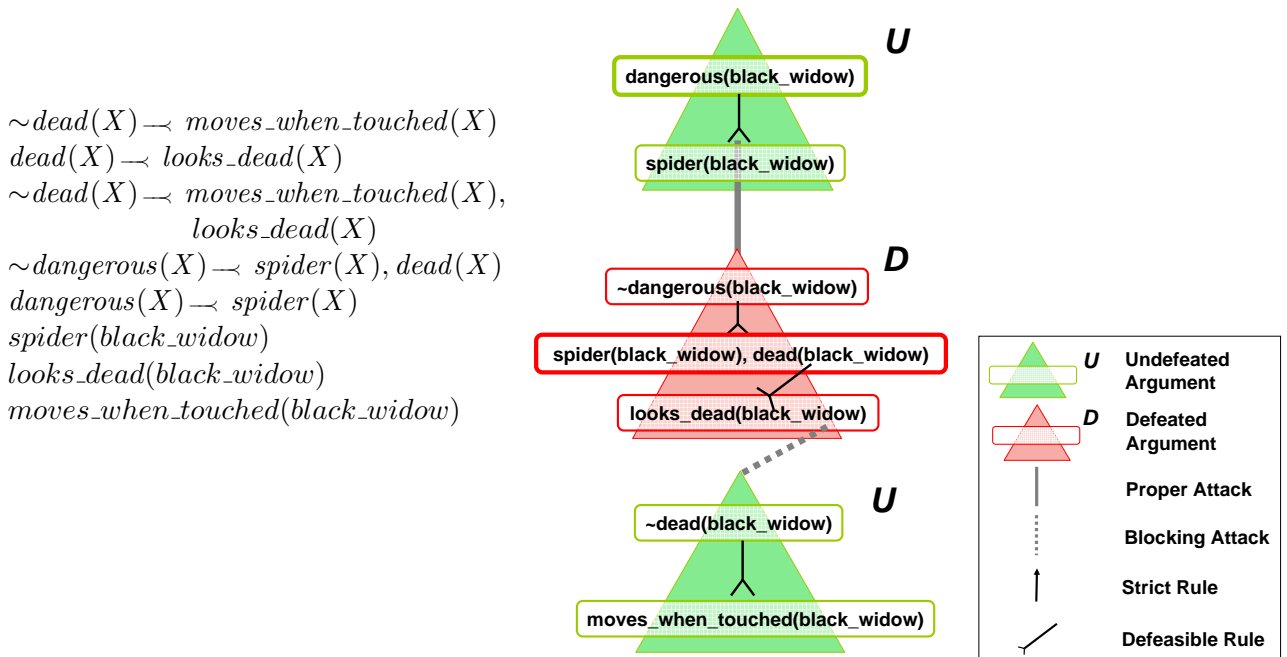 ~dead(X) ⤙ moves_when_touched(X)
dead(X) ⤙ looks_dead(X)
~dead(X) ⤙ moves_when_touched(X),
looks_dead(X)
~dangerous(X) ⤙ spider(X), dead(X)
dangerous(X) ⤙ spider(X)
spider(black_widow)
looks_dead(black_widow)
moves_when_touched(black_widow)
U
dangerous(black_widow)
spider(black_widow)
D
~dangerous(black_widow)
spider(black_widow), dead(black_widow)
looks_dead(black_widow)
U
~dead(black_widow)
moves_when_touched(black_widow)
U Undefeated
Argument
D Defeated
Argument
Proper Attack
Blocking Attack
Strict Rule
Defeasible Rule